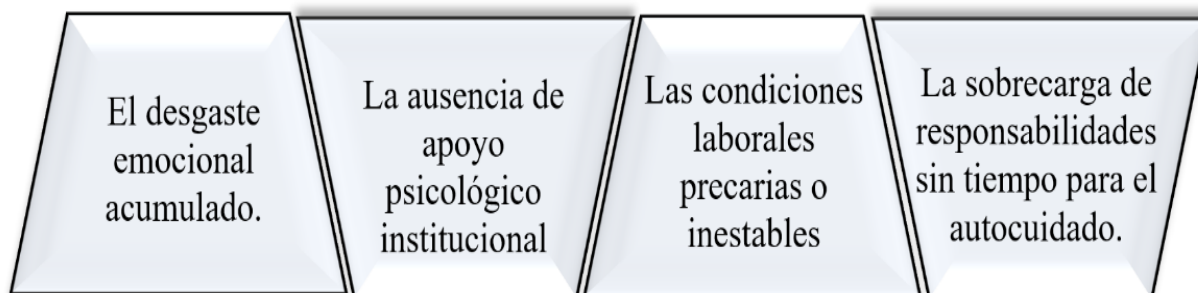 El desgaste
emocional
acumulado.
La ausencia de
apoyo
psicológico
institucional
Las condiciones
laborales
precarias o
inestables
La sobrecarga de
responsabilidades
sin tiempo para el
autocuidado.